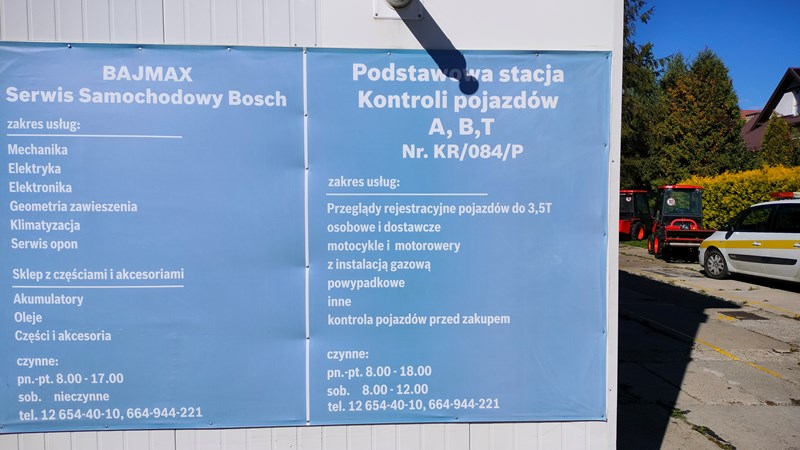 BAJMAX
Serwis Samochodowy Bosch
zakres usług:
Mechanika
Elektryka
Elektronika
Geometria zawieszenia
Klimatyzacja
Serwis opon
Sklep z częściami i akcesoriami
Akumulatory
Oleje
Części i akcesoria
czynne:
pn.-pt. 8.00 - 17.00
sob. nieczynne
tel. 12 654-40-10, 664-944-221
Podstawowa stacja
Kontroli pojazdów
A, B,T
Nr. KR/084/P
zakres usług:
Przeglądy rejestracyjne pojazdów do 3,5T
osobowe i dostawcze
motocykle i motorowery
z instalacją gazową
powypadkowe
inne
kontrola pojazdów przed zakupem
czynne:
pn.-pt. 8.00 - 18.00
sob. 8.00 - 12.00
tel. 12 654-40-10, 664-944-221